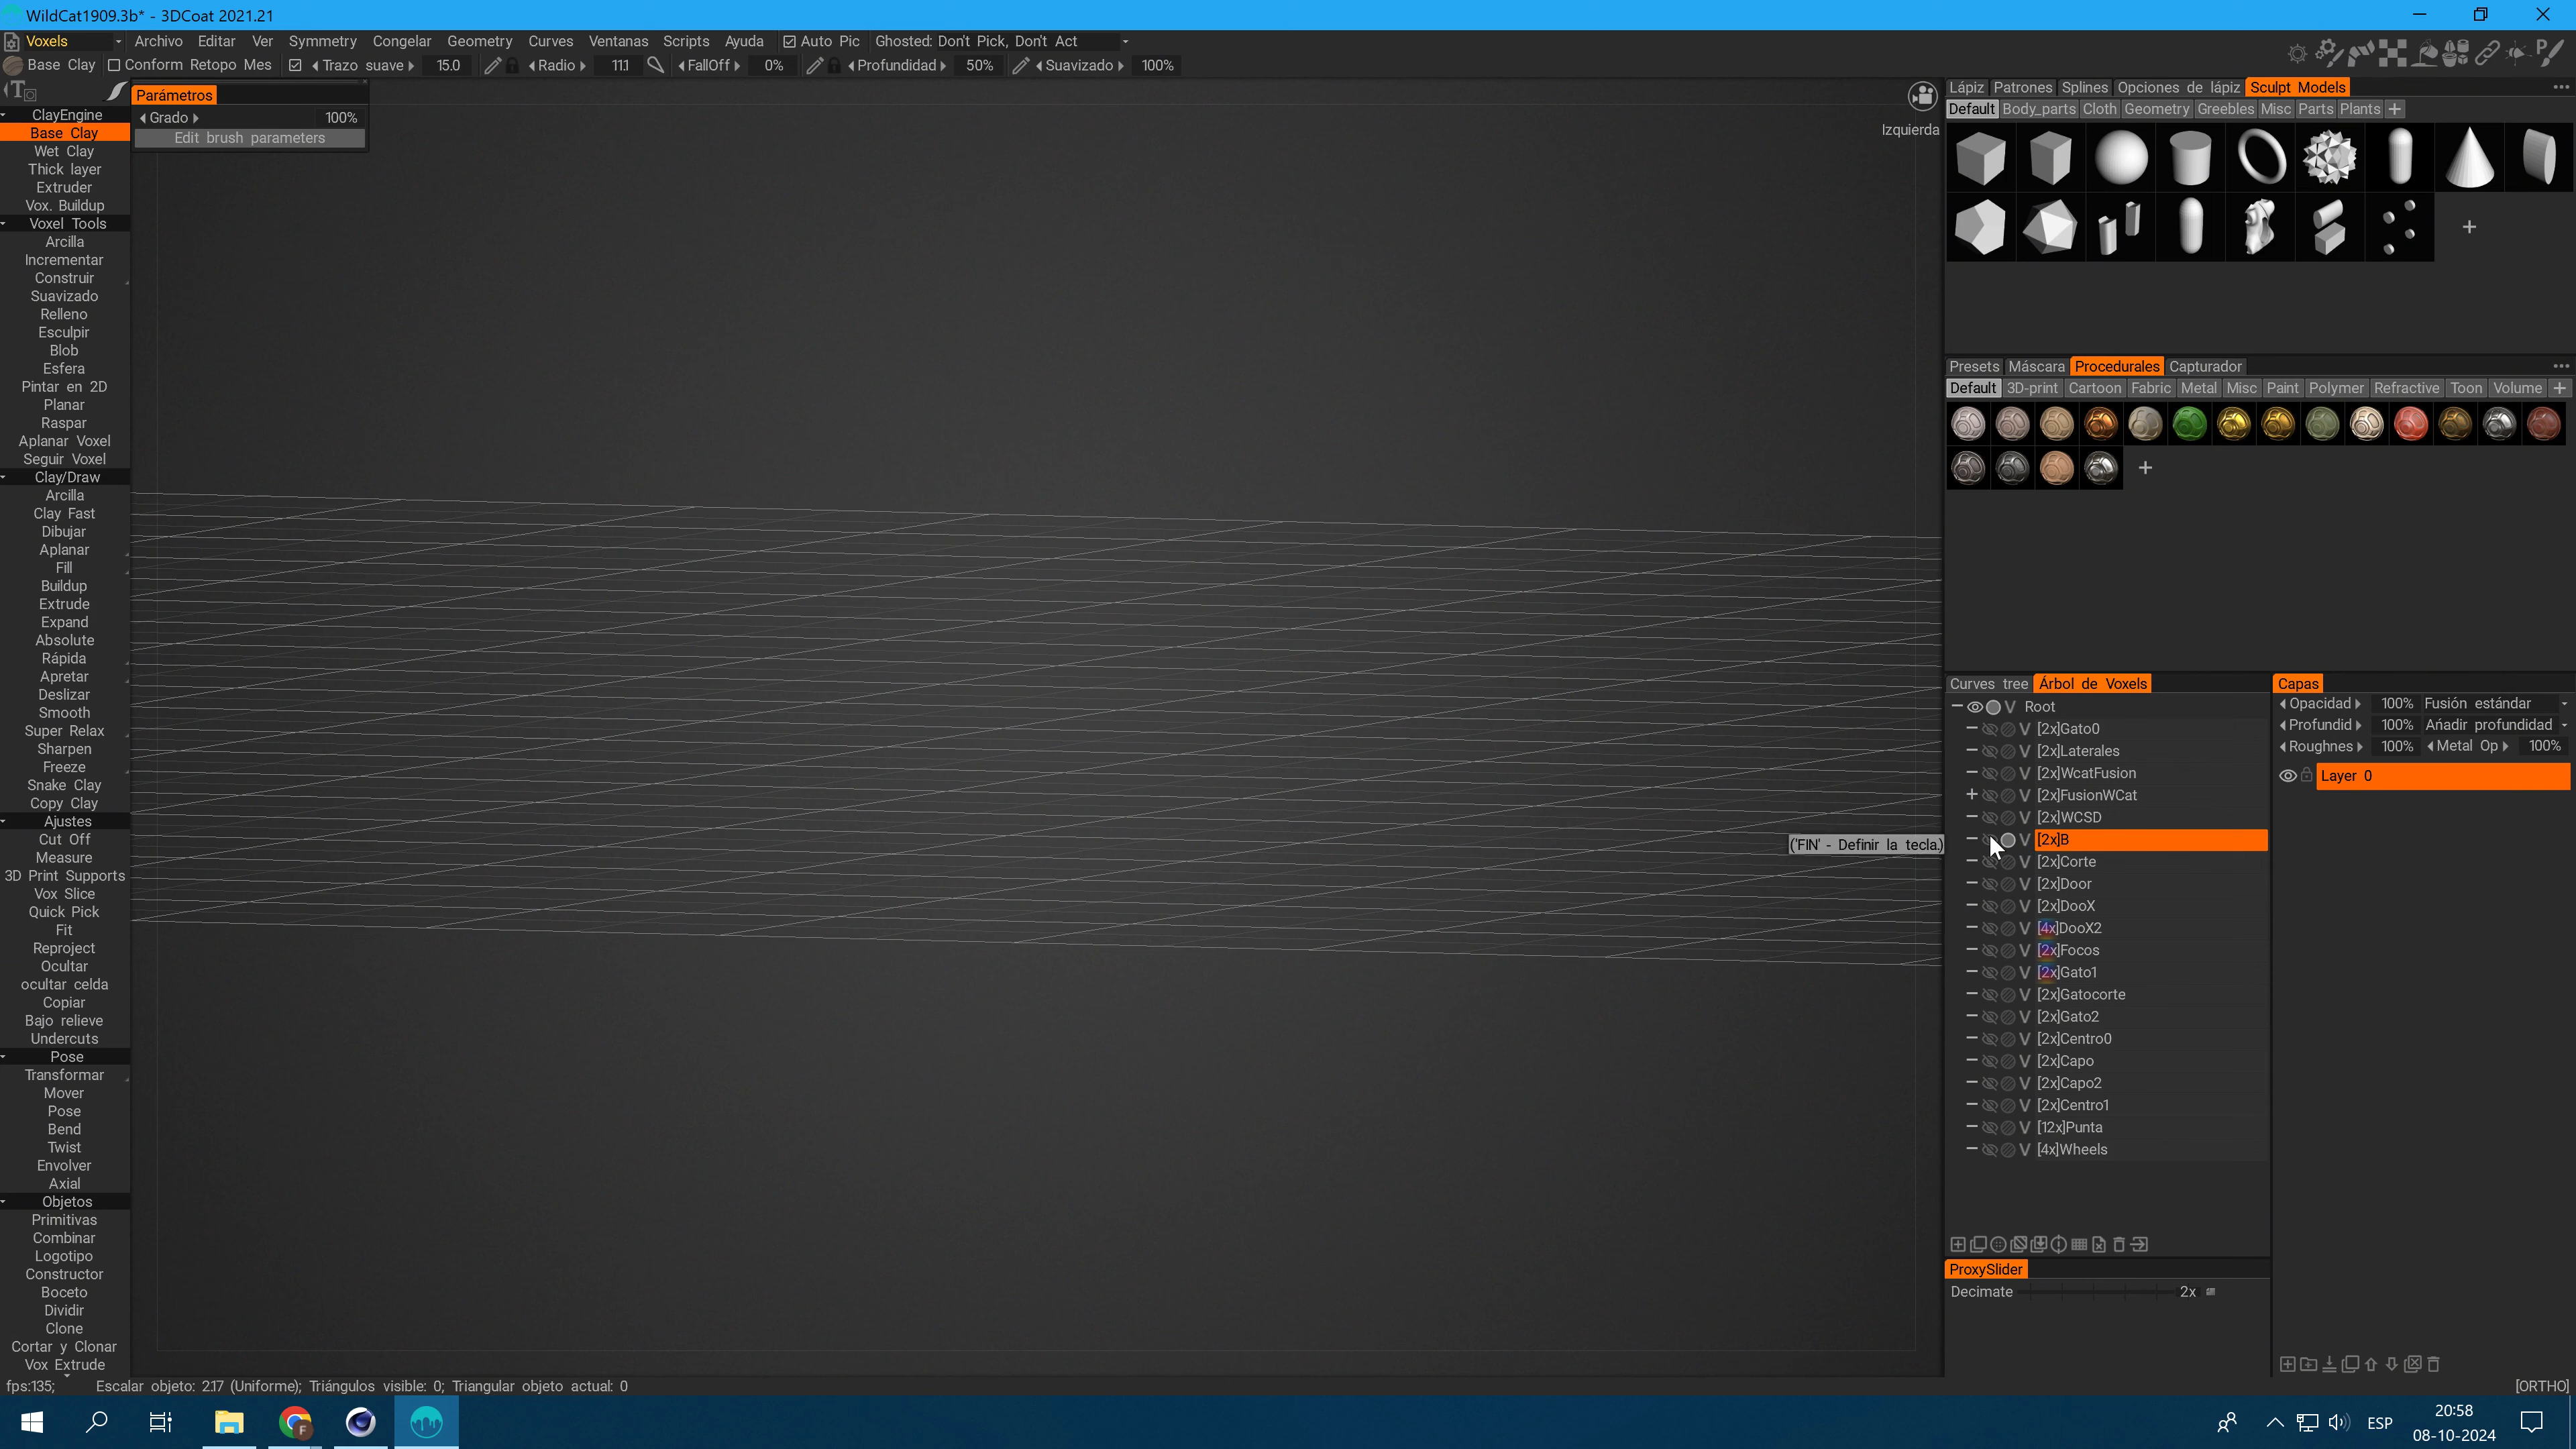 WildCat1909.3b* - 3DCoat 2021.21
Voxels Archivo Editar Ver Symmetry Congelar Geometry Curves Ventanas Scripts Ayuda Auto Pic Ghosted: Don't Pick, Don't Act
Base Clay Conform Retopo Mes Trazo suave 15.0 Radio 11.1 FallOff 0% Profundidad 50% Suavizado 100%
Parámetros
Grado 100%
Edit brush parameters
Izquierda
ClayEngine
Base Clay
Wet Clay
Thick layer
Extruder
Vox. Buildup
Voxel Tools
Arcilla
Incrementar
Construir
Suavizado
Relleno
Esculpir
Blob
Esfera
Pintar en 2D
Planar
Raspar
Aplanar Voxel
Seguir Voxel
Clay/Draw
Arcilla
Clay Fast
Dibujar
Aplanar
Fill
Buildup
Extrude
Expand
Absolute
Rápida
Apretar
Deslizar
Smooth
Super Relax
Sharpen
Freeze
Snake Clay
Copy Clay
Ajustes
Cut Off
Measure
3D Print Supports
Vox Slice
Quick Pick
Fit
Reproject
Ocultar
ocultar celda
Copiar
Bajo relieve
Undercuts
Pose
Transformar
Mover
Pose
Bend
Twist
Envolver
Axial
Objetos
Primitivas
Combinar
Logotipo
Constructor
Boceto
Dividir
Clone
Cortar y Clonar
Vox Extrude
('FIN' - Definir la tecla.)
Lápiz Patrones Splines Opciones de lápiz Sculpt Models
Default Body_parts Cloth Geometry Greebles Misc Parts Plants +
Presets Máscara Procedurales Capturador
Default 3D-print Cartoon Fabric Metal Misc Paint Polymer Refractive Toon Volume +
Curves tree Árbol de Voxels
V Root
V [2x]Gato0
V [2x]Laterales
V [2x]WcatFusion
V [2x]FusionWCat
V [2x]WCSD
V [2x]B
V [2x]Corte
V [2x]Door
V [2x]DooX
V [4x]DooX2
V [2x]Focos
V [2x]Gato1
V [2x]Gatocorte
V [2x]Gato2
V [2x]Centro0
V [2x]Capo
V [2x]Capo2
V [2x]Centro1
V [12x]Punta
V [4x]Wheels
ProxySlider
Decimate 2x
Capas
Opacidad 100% Fusión estándar
Profundid 100% Añadir profundidad
Roughnes 100% Metal Op 100%
Layer 0
fps:135; Escalar objeto: 2.17 (Uniforme); Triángulos visible: 0; Triangular objeto actual: 0
[ORTHO]
ESP
20:58
08-10-2024